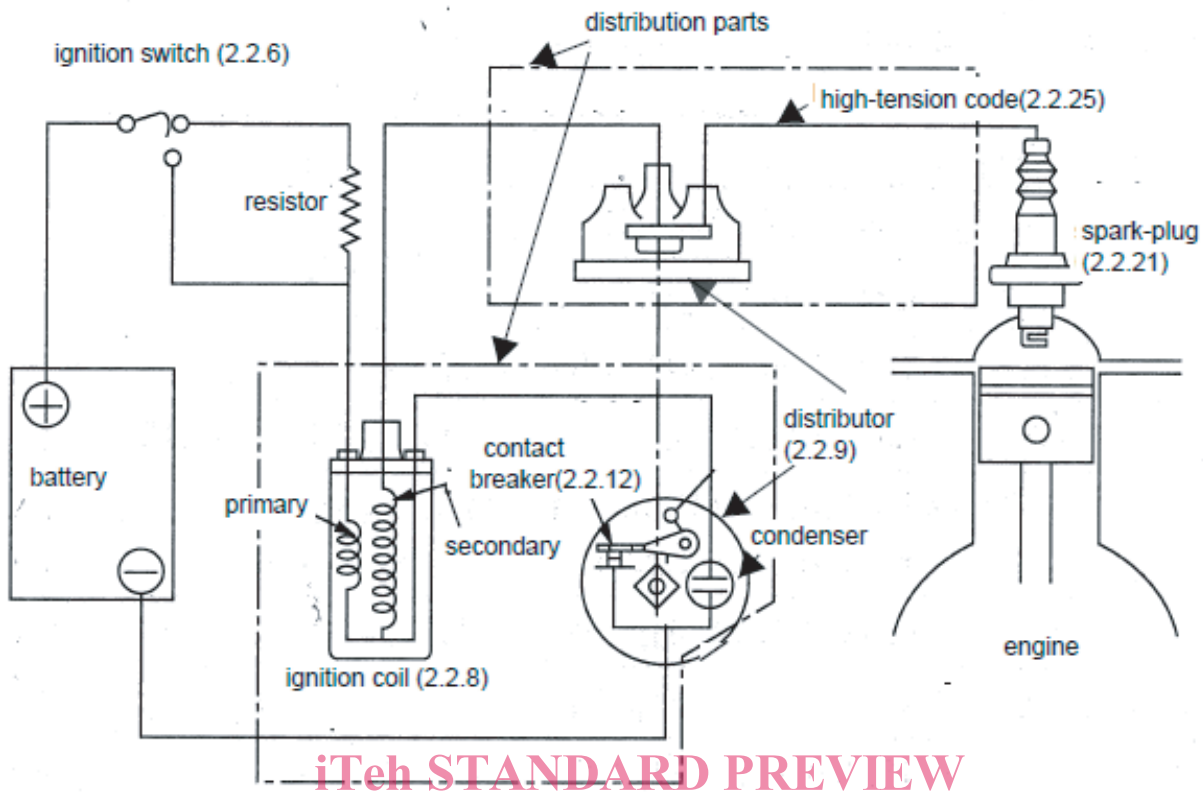 distribution parts
ignition switch (2.2.6)
high-tension code(2.2.25)
resistor
spark-plug
(2.2.21)
distributor
(2.2.9)
contact
breaker(2.2.12)
battery
primary
secondary
condenser
engine
ignition coil (2.2.8)
iTeh STANDARD PREVIEW